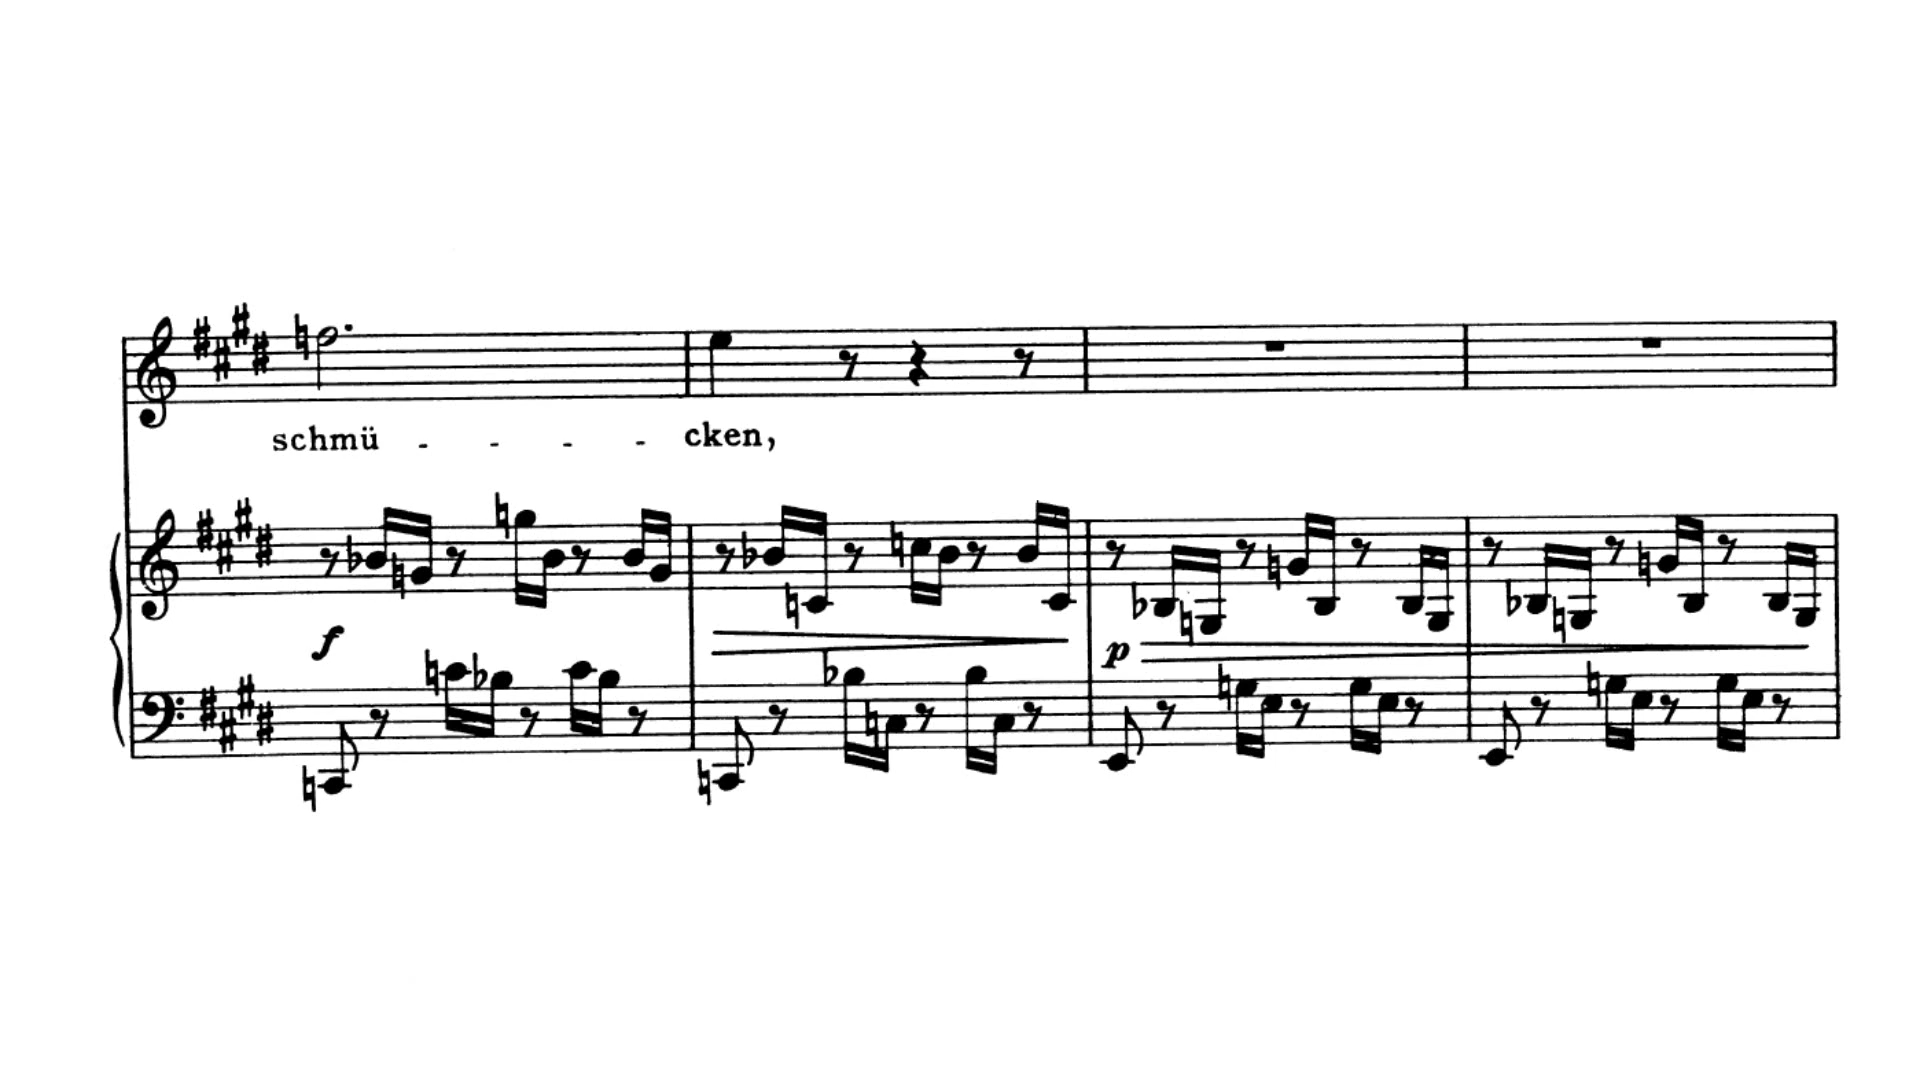 schmü - - - - cken,
f
p